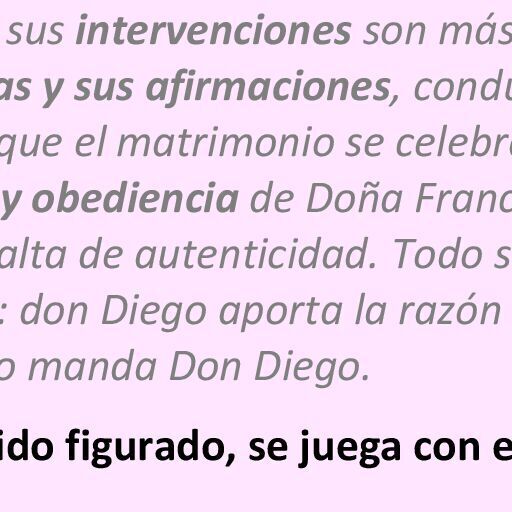 sus intervenciones son más
as y sus afirmaciones, condu
que el matrimonio se celebr
y obediencia de Doña Franc
alta de autenticidad. Todo s
: don Diego aporta la razón
o manda Don Diego.
ido figurado, se juega con e